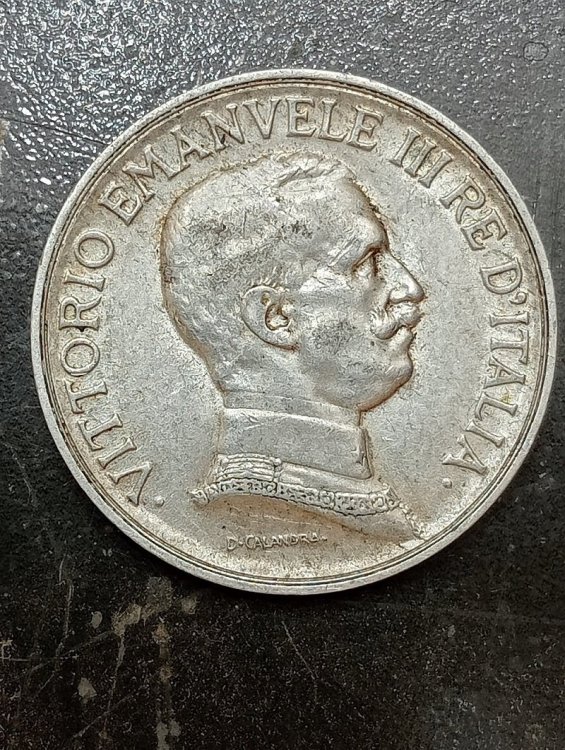 · VITTORIO EMANVELE III RE D'ITALIA ·
D·CALANDRA·